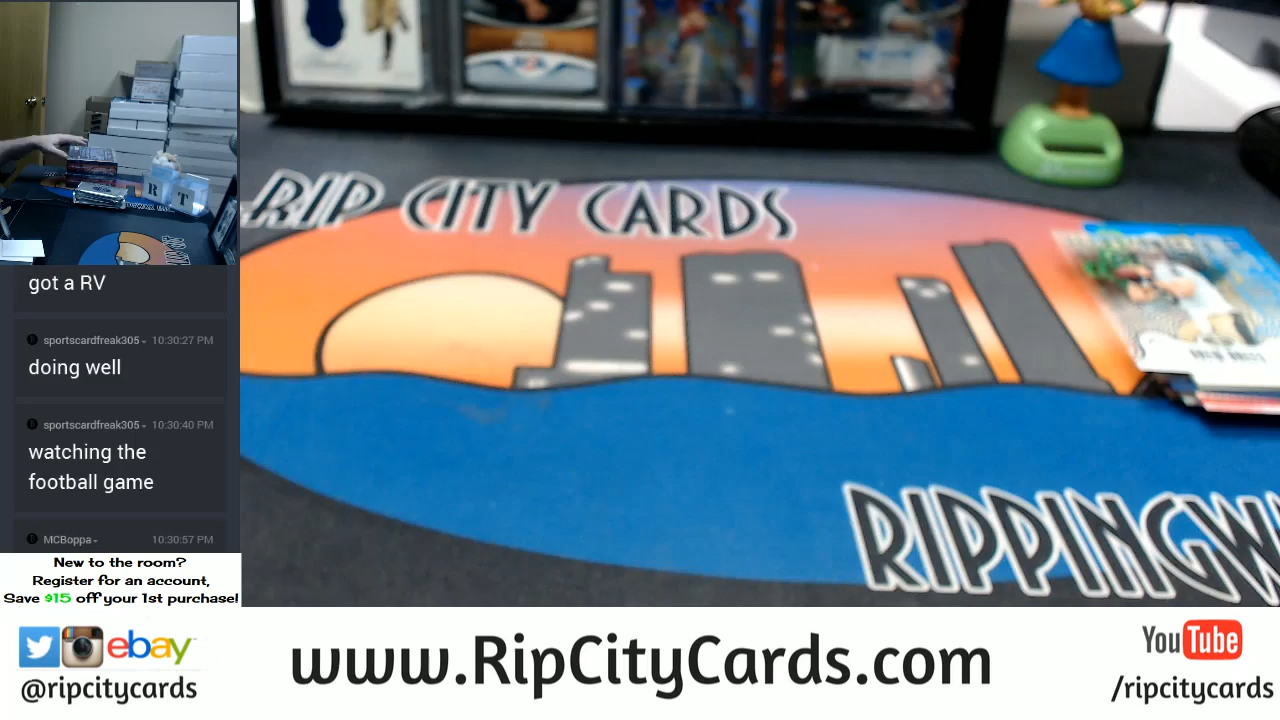 got a RV
sportscardfreak305 10:30:27 PM
doing well
sportscardfreak305 10:30:40 PM
watching the
football game
MCBoppa 10:30:57 PM
New to the room?
Register for an account,
Save $15 off your 1st purchase!
RIP CITY CARDS
RIPPINGW
R T
ebay
@ripcitycards
www.RipCityCards.com
YouTube
/ripcitycards